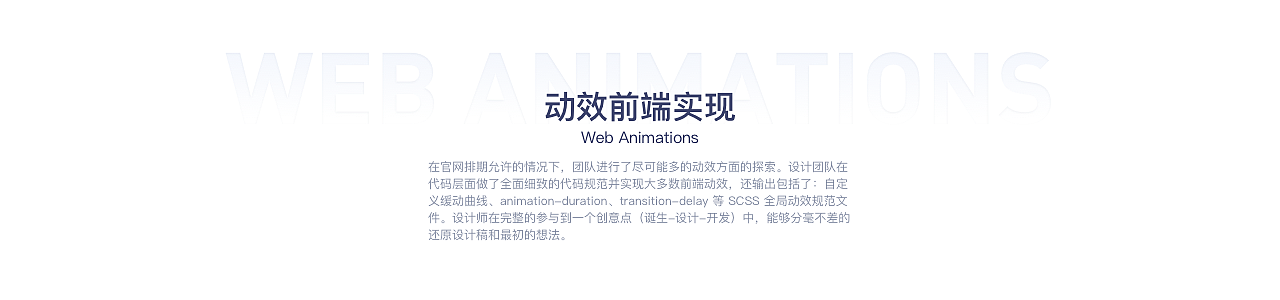 WEB ANIMATIONS
动效前端实现
Web Animations
在官网排期允许的情况下，团队进行了尽可能多的动效方面的探索。设计团队在
代码层面做了全面细致的代码规范并实现大多数前端动效，还输出包括了：自定
义缓动曲线、animation-duration、transition-delay 等 SCSS 全局动效规范文
件。设计师在完整的参与到一个创意点（诞生-设计-开发）中，能够分毫不差的
还原设计稿和最初的想法。